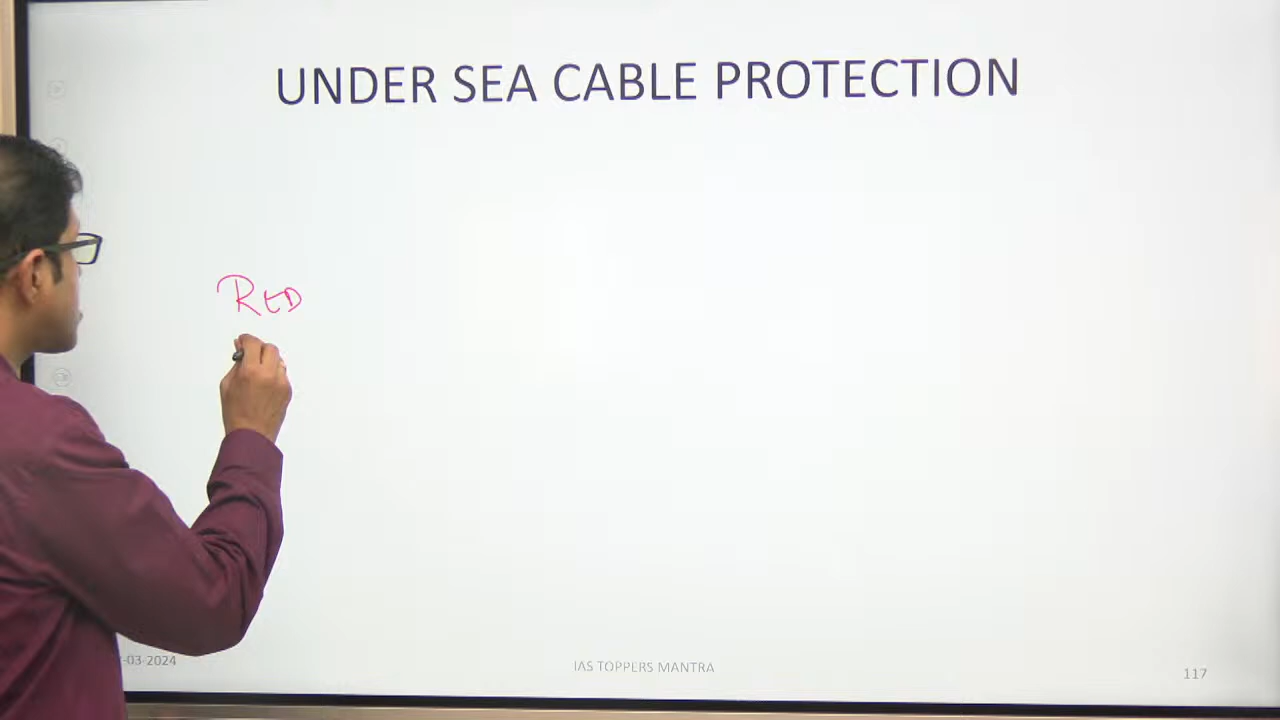 UNDER SEA CABLE PROTECTION
RED
-03-2024
IAS TOPPERS MANTRA
117